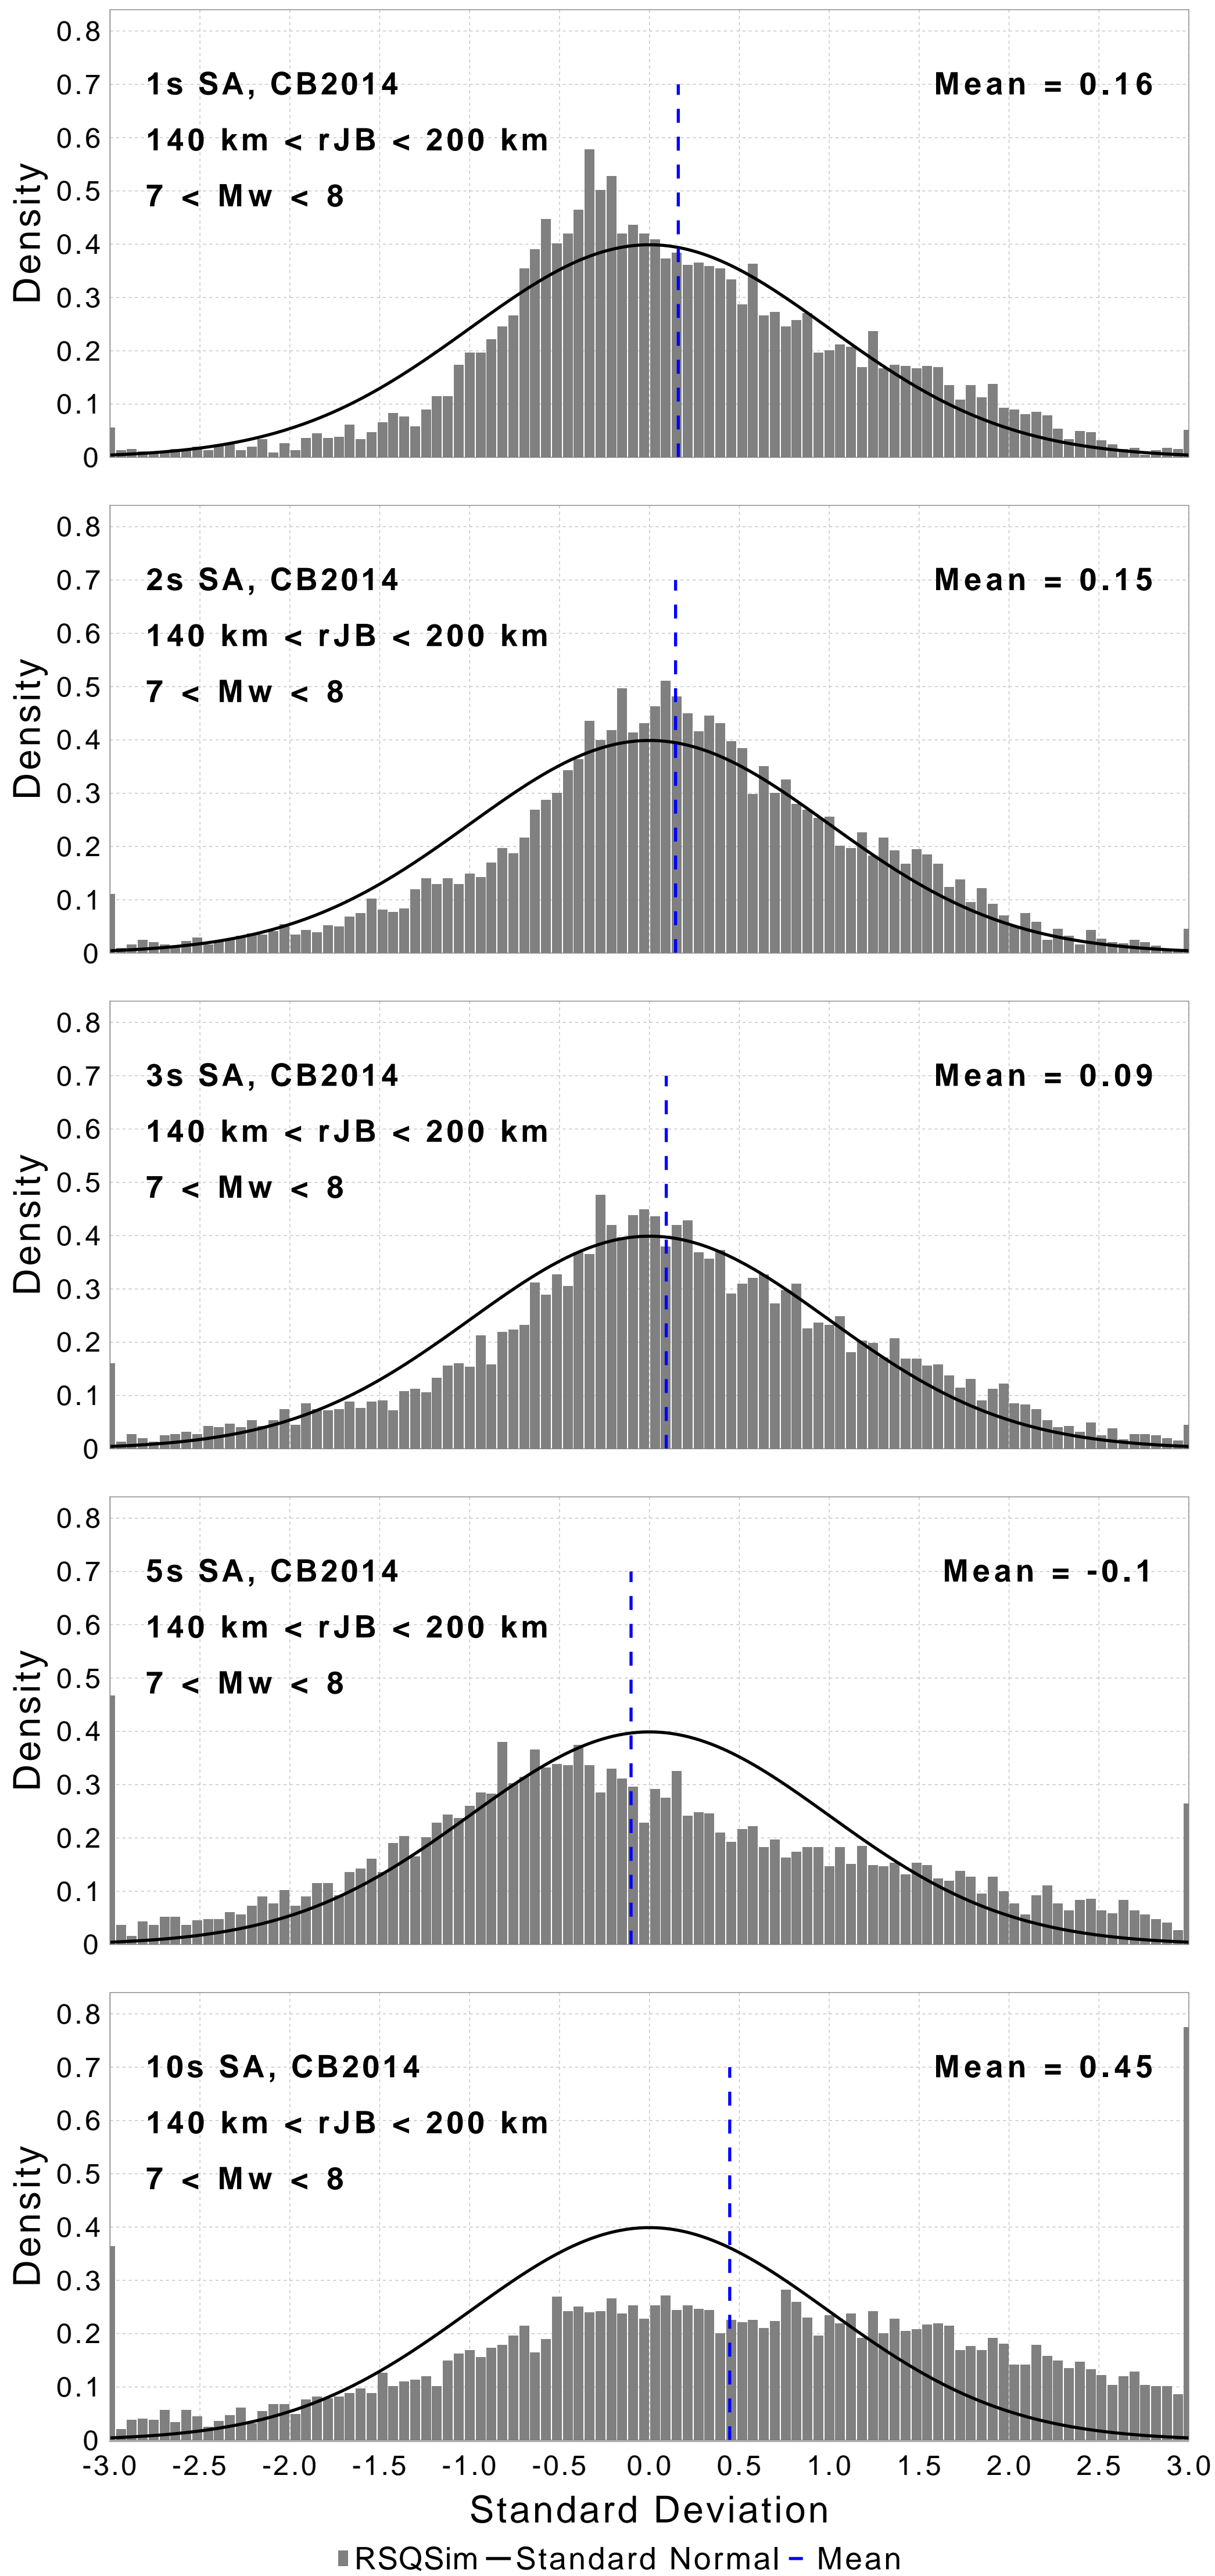 0.8
0.7
0.6
0.5
0.4
0.3
0.2
0.1
0
Density
1s SA, CB2014
140 km < rJB < 200 km
7 < Mw < 8
Mean = 0.16
0.8
0.7
0.6
0.5
0.4
0.3
0.2
0.1
0
Density
2s SA, CB2014
140 km < rJB < 200 km
7 < Mw < 8
Mean = 0.15
0.8
0.7
0.6
0.5
0.4
0.3
0.2
0.1
0
Density
3s SA, CB2014
140 km < rJB < 200 km
7 < Mw < 8
Mean = 0.09
0.8
0.7
0.6
0.5
0.4
0.3
0.2
0.1
0
Density
5s SA, CB2014
140 km < rJB < 200 km
7 < Mw < 8
Mean = -0.1
0.8
0.7
0.6
0.5
0.4
0.3
0.2
0.1
0
Density
10s SA, CB2014
140 km < rJB < 200 km
7 < Mw < 8
Mean = 0.45
-3.0 -2.5 -2.0 -1.5 -1.0 -0.5 0.0 0.5 1.0 1.5 2.0 2.5 3.0
Standard Deviation
RSQSim Standard Normal Mean